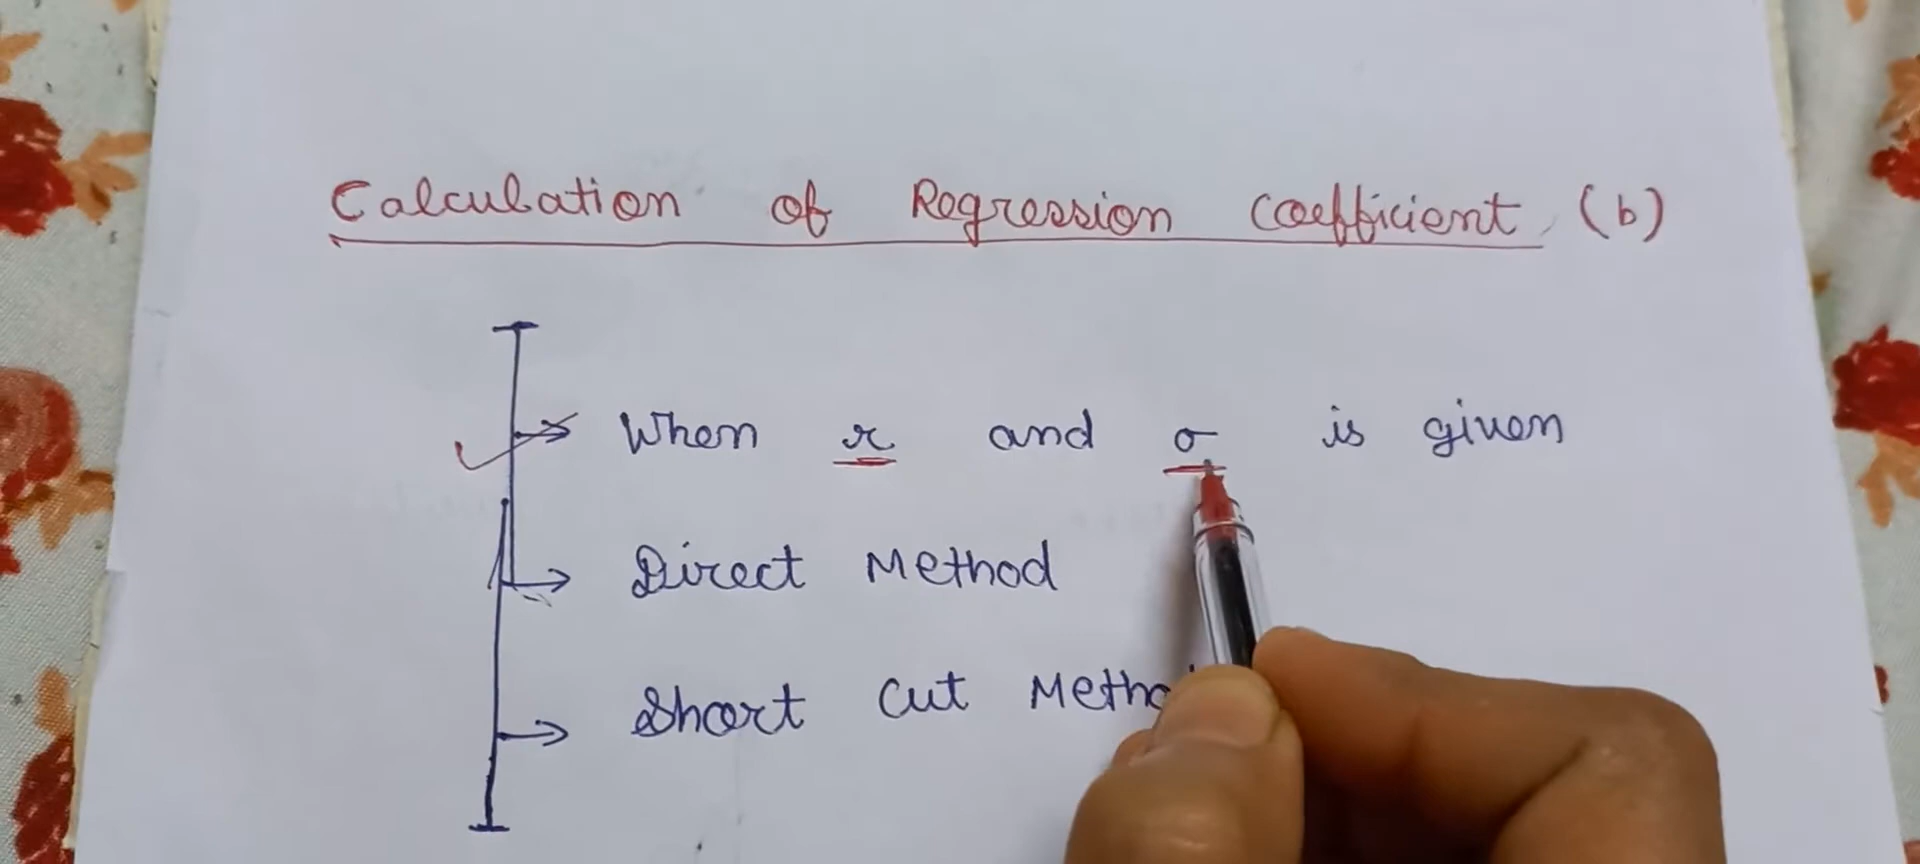 Calculation of Regression coefficient (b)
When r and σ is given
Direct Method
Short cut